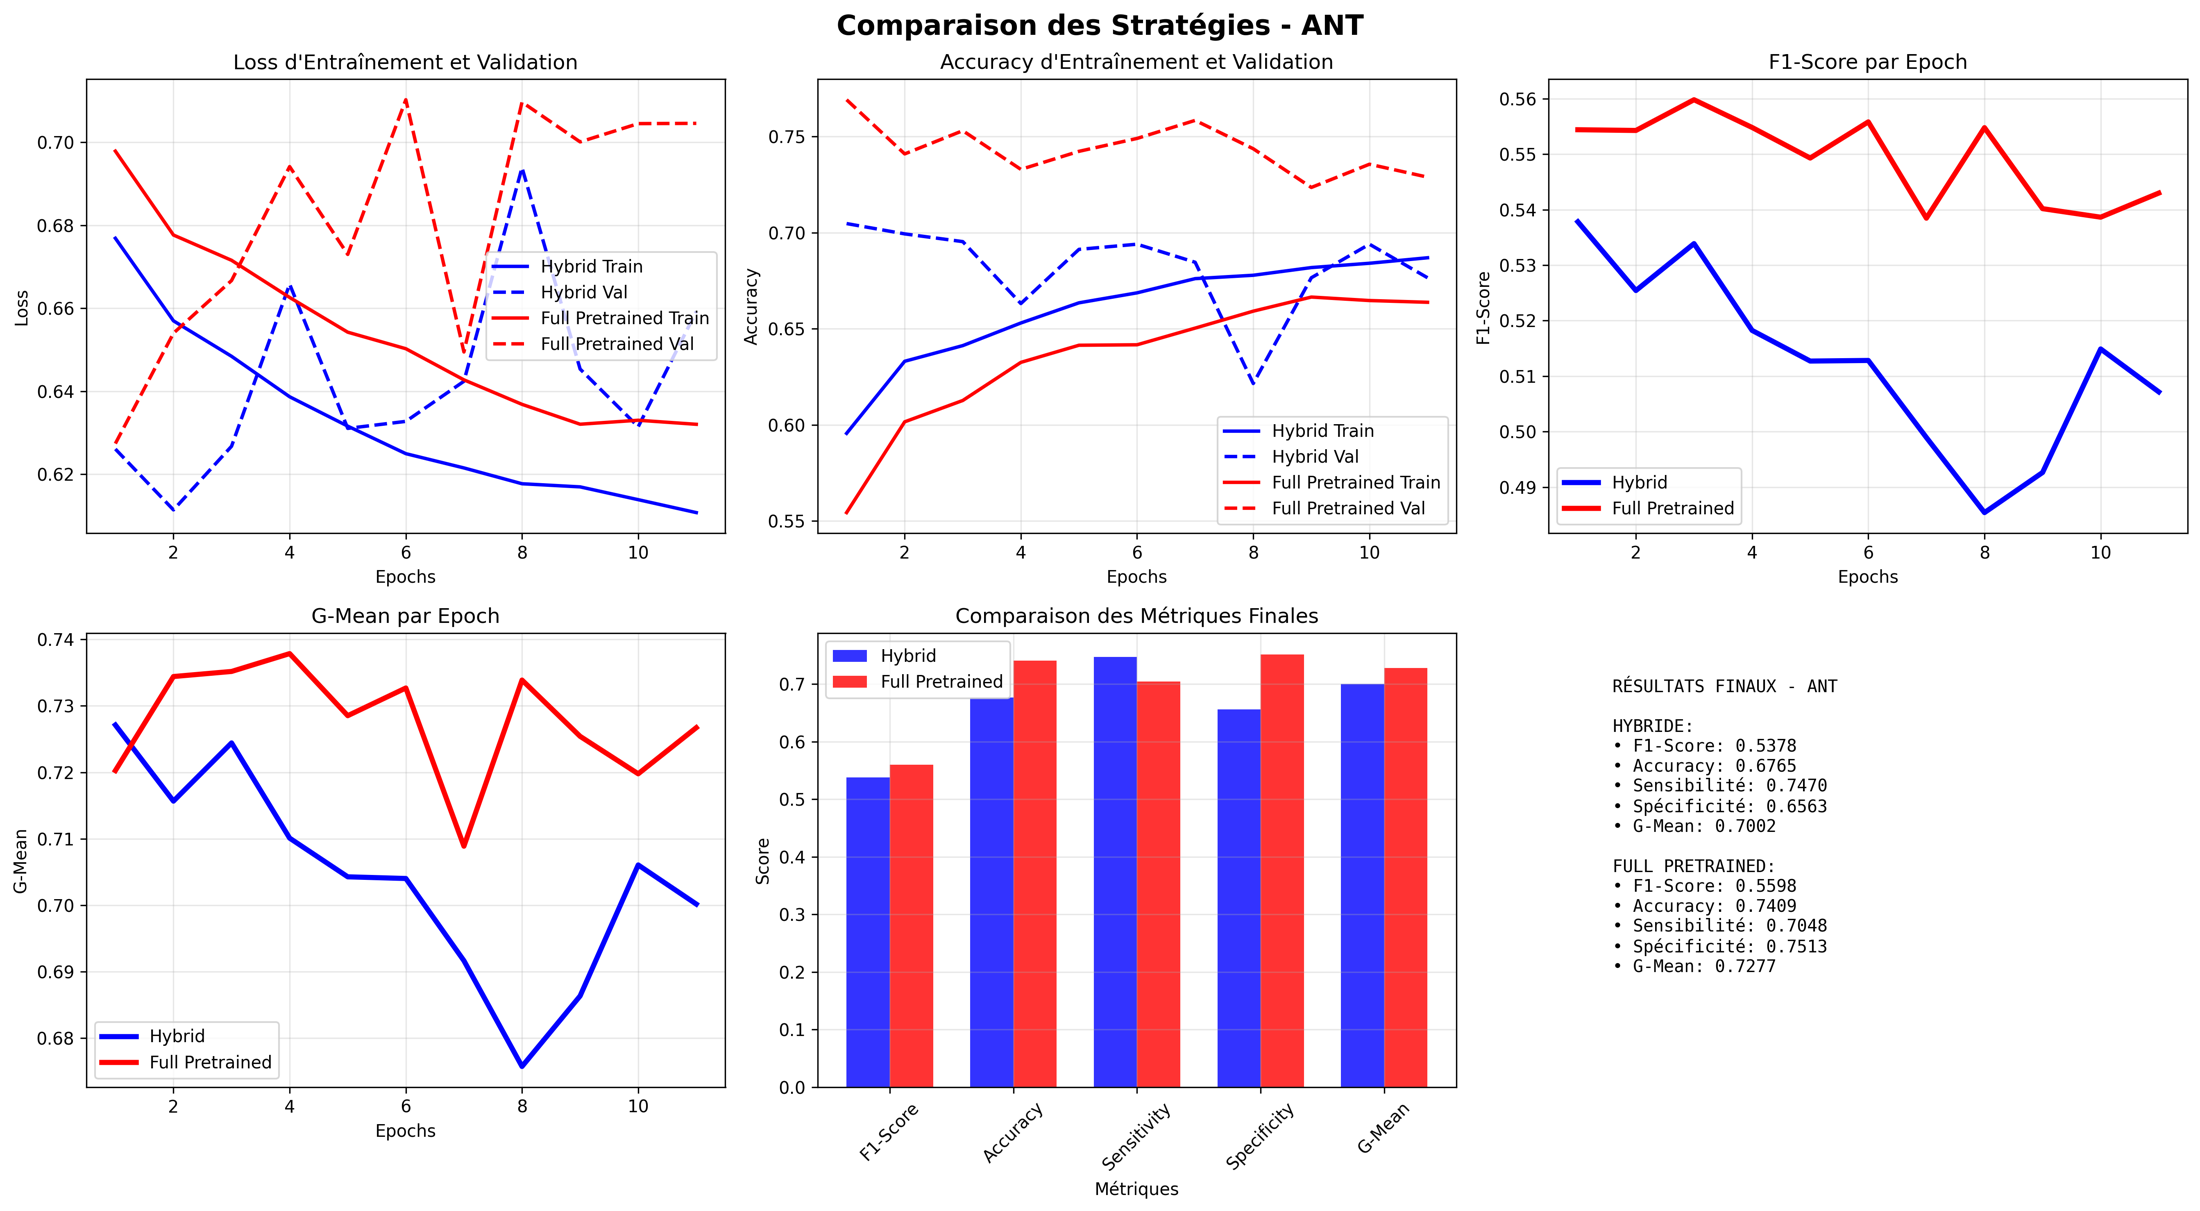 Comparaison des Stratégies - ANT
Loss d'Entraînement et Validation
0.70
0.68
0.66
0.64
0.62
Loss
2 4 6 8 10
Epochs
Hybrid Train
Hybrid Val
Full Pretrained Train
Full Pretrained Val
Accuracy d'Entraînement et Validation
0.75
0.70
0.65
0.60
0.55
Accuracy
2 4 6 8 10
Epochs
Hybrid Train
Hybrid Val
Full Pretrained Train
Full Pretrained Val
F1-Score par Epoch
0.56
0.55
0.54
0.53
0.52
0.51
0.50
0.49
F1-Score
2 4 6 8 10
Epochs
Hybrid
Full Pretrained
G-Mean par Epoch
0.74
0.73
0.72
0.71
0.70
0.69
0.68
G-Mean
2 4 6 8 10
Epochs
Hybrid
Full Pretrained
Comparaison des Métriques Finales
Hybrid
Full Pretrained
0.7
0.6
0.5
0.4
0.3
0.2
0.1
0.0
Score
F1-Score
Accuracy
Sensitivity
Specificity
G-Mean
Métriques
RÉSULTATS FINAUX - ANT
HYBRIDE:
• F1-Score: 0.5378
• Accuracy: 0.6765
• Sensibilité: 0.7470
• Spécificité: 0.6563
• G-Mean: 0.7002
FULL PRETRAINED:
• F1-Score: 0.5598
• Accuracy: 0.7409
• Sensibilité: 0.7048
• Spécificité: 0.7513
• G-Mean: 0.7277